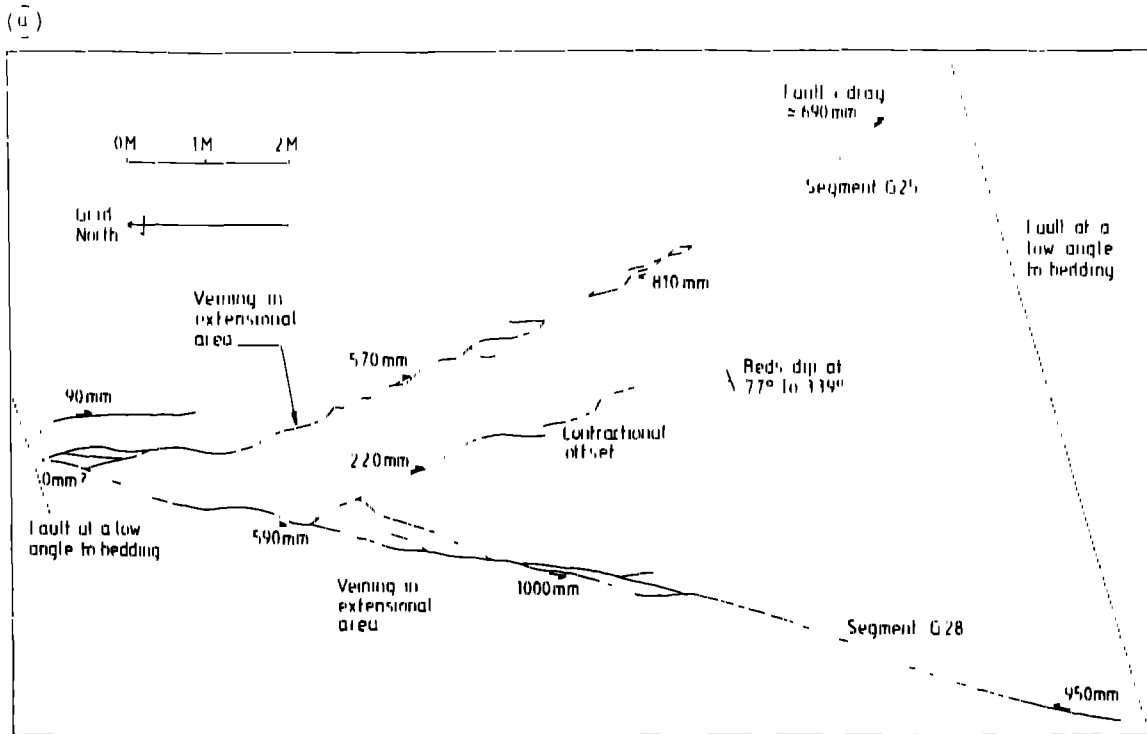 (a)
Fault + drag
≃ 690mm
0M 1M 2M
Segment G25
Grid
North
Fault at a
low angle
to bedding
810mm
Veining in
extensional
area
570mm
Beds dip at
77° to 339°
90mm
Contractional
offset
220mm
0mm?
Fault at a low
angle to bedding
590mm
1000mm
Veining in
extensional
area
Segment G28
950mm